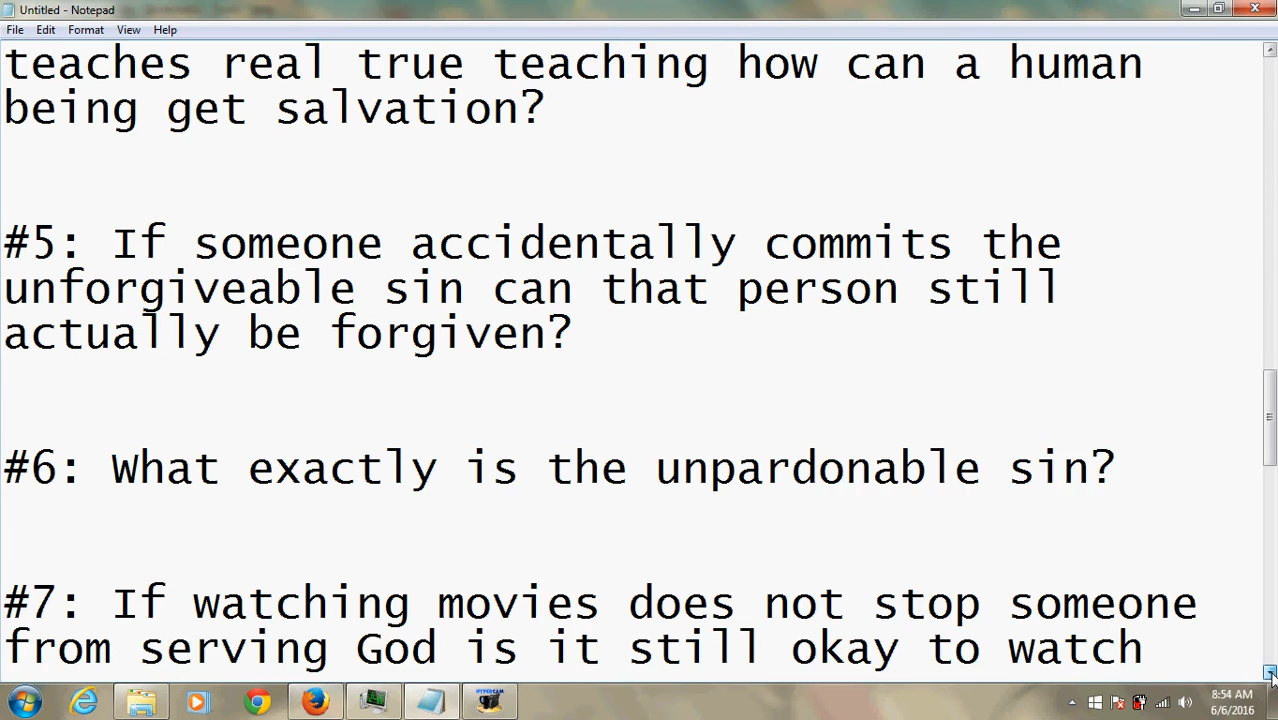 Untitled - Notepad
File Edit Format View Help
teaches real true teaching how can a human
being get salvation?
#5: If someone accidentally commits the
unforgiveable sin can that person still
actually be forgiven?
#6: What exactly is the unpardonable sin?
#7: If watching movies does not stop someone
from serving God is it still okay to watch
HYPERCAM
8:54 AM
6/6/2016